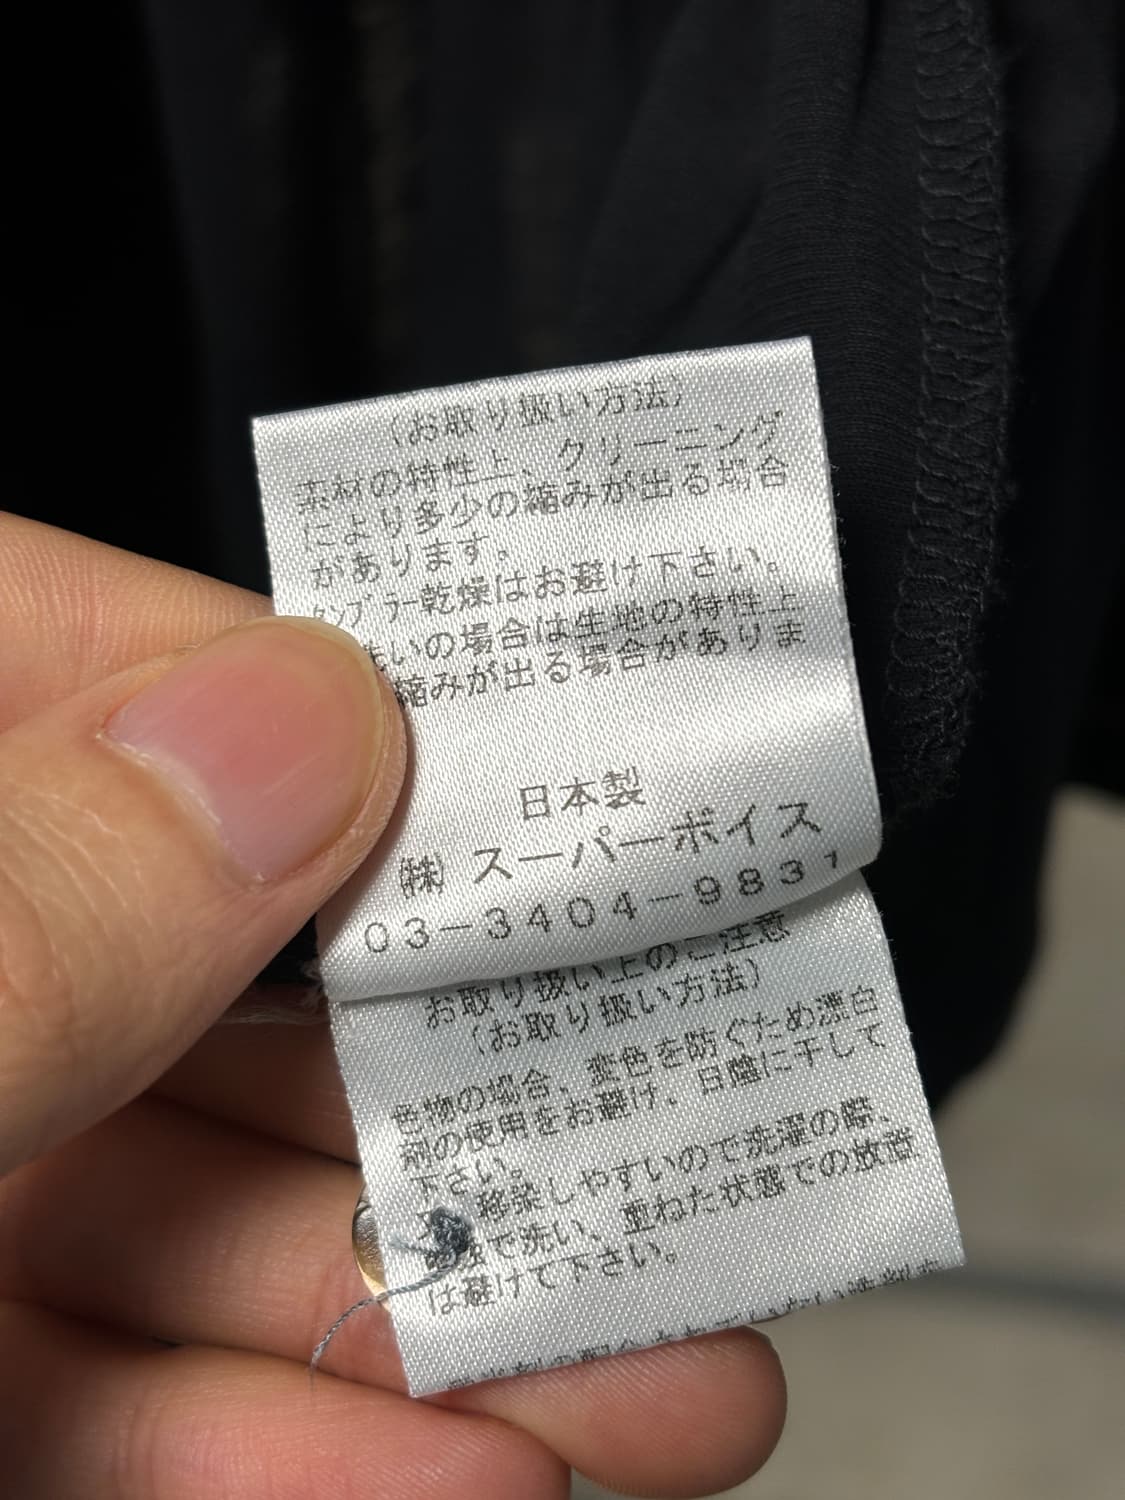 (お取り扱い方法)
素材の特性上、クリーニング
により多少の縮みが出る場合
があります。
タンブラー乾燥はお避け下さい。
洗いの場合は生地の特性上
縮みが出る場合がありま
日本製
㈱ スーパーポイス
03-3404-9831
お取り扱い上のご注意
(お取り扱い方法)
色物の場合、変色を防ぐため漂白
剤の使用をお避け、日陰に干して
下さい。
又、移染しやすいので洗濯の際、
で洗い、重ねた状態での放置
は避けて下さい。